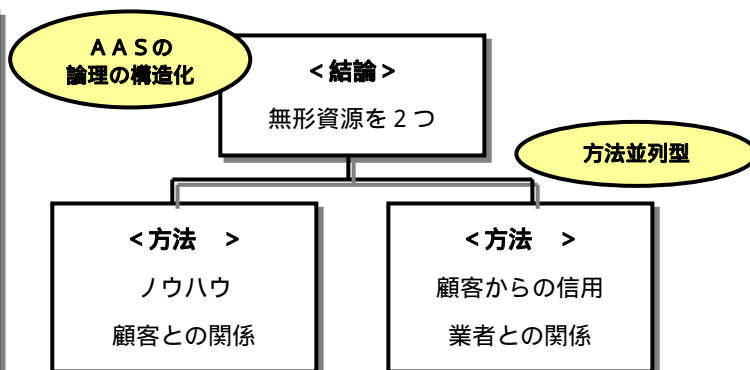 ＡＡＳの
論理の構造化
＜結論＞
無形資源を２つ
方法並列型
＜方法　＞
ノウハウ
顧客との関係
＜方法　＞
顧客からの信用
業者との関係